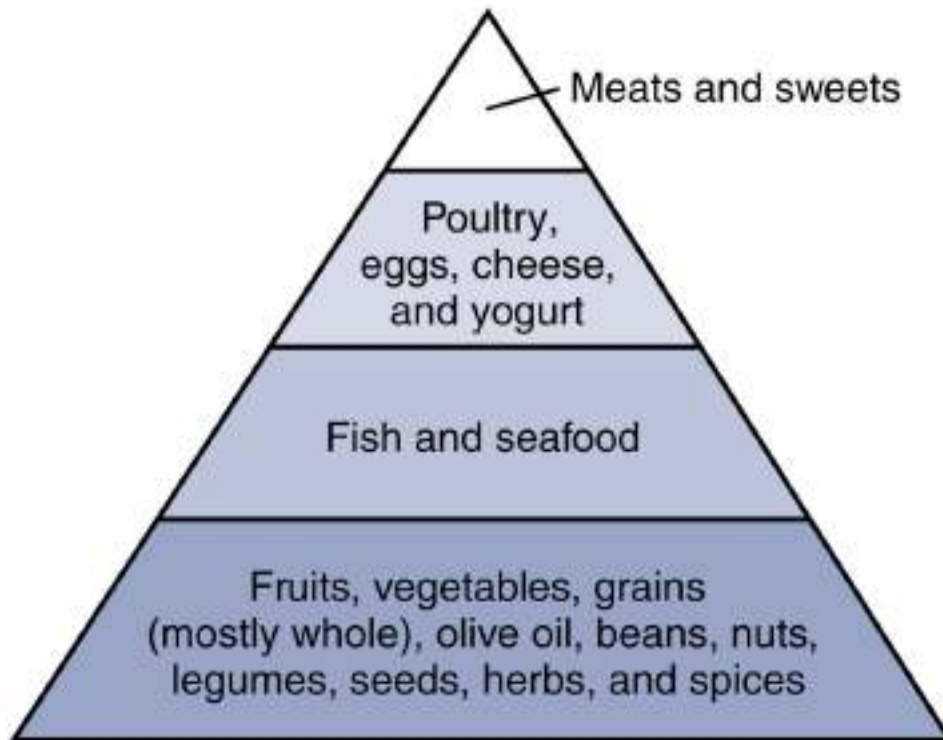 Meats and sweets
Poultry,
eggs, cheese,
and yogurt
Fish and seafood
Fruits, vegetables, grains
(mostly whole), olive oil, beans, nuts,
legumes, seeds, herbs, and spices